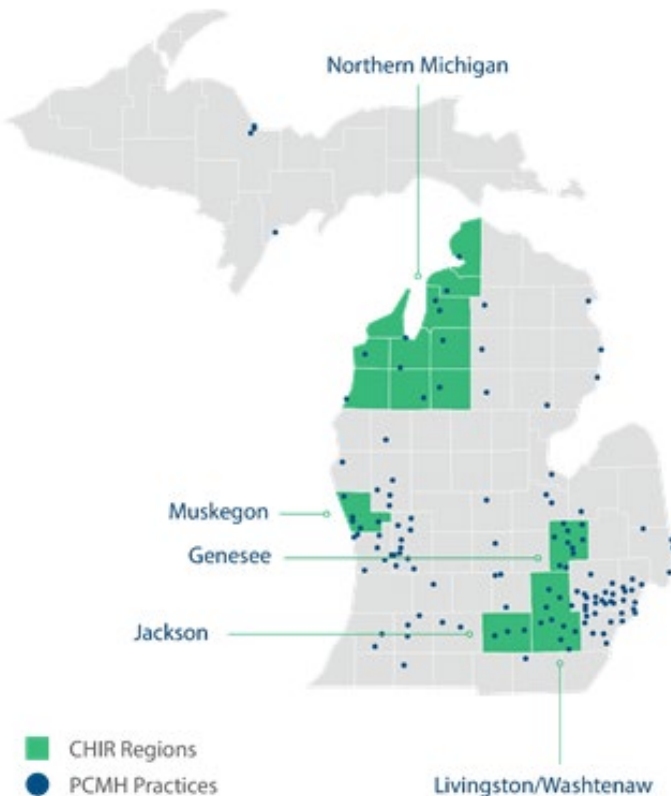 Northern Michigan
Muskegon
Genesee
Jackson
CHIR Regions
PCMH Practices
Livingston/Washtenaw